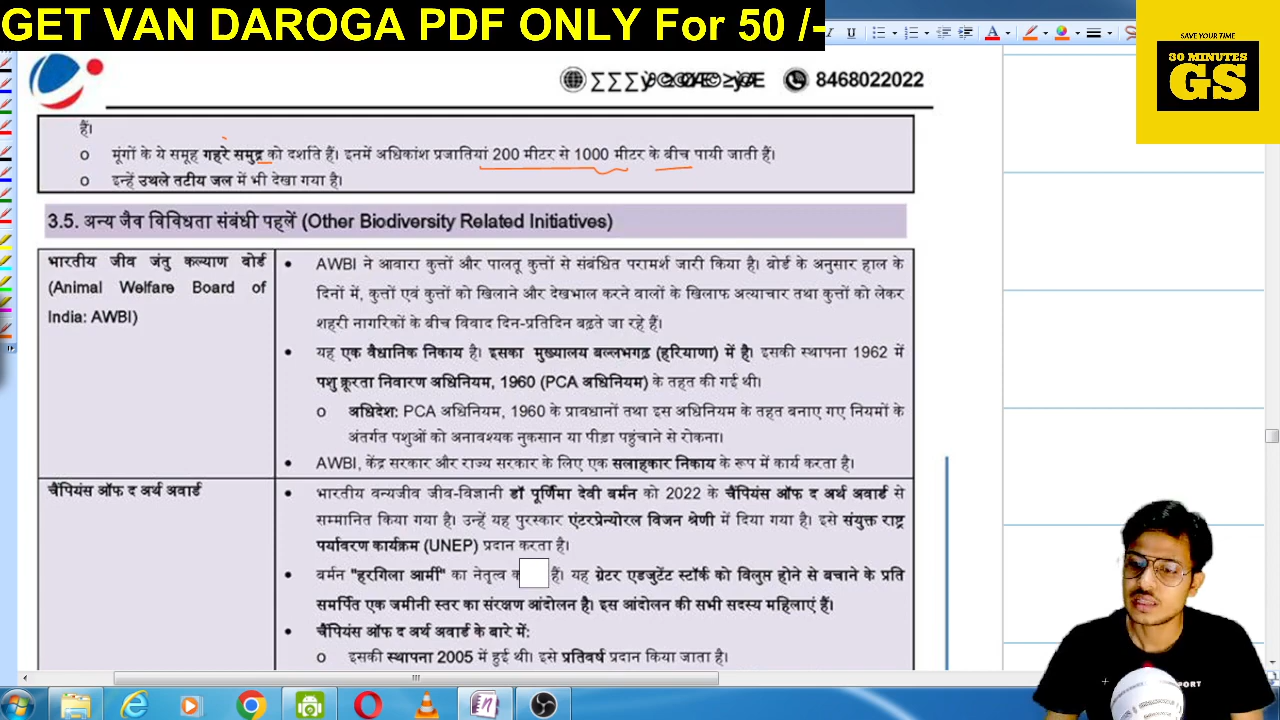 GET VAN DAROGA PDF ONLY For 50 /-
SAVE YOUR TIME
30 MINUTES
GS
8468022022
हैं।
o मूंगों के ये समूह गहरे समुद्र को दर्शाते हैं। इनमें अधिकांश प्रजातियां 200 मीटर से 1000 मीटर के बीच पायी जाती हैं।
o इन्हें उथले तटीय जल में भी देखा गया है।
3.5. अन्य जैव विविधता संबंधी पहलें (Other Biodiversity Related Initiatives)
भारतीय जीव जंतु कल्याण बोर्ड
(Animal Welfare Board of
India: AWBI)
• AWBI ने आवारा कुत्तों और पालतू कुत्तों से संबंधित परामर्श जारी किया है। बोर्ड के अनुसार हाल के
दिनों में, कुत्तों एवं कुत्तों को खिलाने और देखभाल करने वालों के खिलाफ अत्याचार तथा कुत्तों को लेकर
शहरी नागरिकों के बीच विवाद दिन-प्रतिदिन बढ़ते जा रहे हैं।
• यह एक वैधानिक निकाय है। इसका मुख्यालय बल्लभगढ़ (हरियाणा) में है। इसकी स्थापना 1962 में
पशु क्रूरता निवारण अधिनियम, 1960 (PCA अधिनियम) के तहत की गई थी।
o अधिदेश: PCA अधिनियम, 1960 के प्रावधानों तथा इस अधिनियम के तहत बनाए गए नियमों के
अंतर्गत पशुओं को अनावश्यक नुकसान या पीड़ा पहुंचाने से रोकना।
• AWBI, केंद्र सरकार और राज्य सरकार के लिए एक सलाहकार निकाय के रूप में कार्य करता है।
चैंपियंस ऑफ द अर्थ अवार्ड
• भारतीय वन्यजीव जीव-विज्ञानी डॉ पूर्णिमा देवी बर्मन को 2022 के चैंपियंस ऑफ द अर्थ अवार्ड से
सम्मानित किया गया है। उन्हें यह पुरस्कार एंटरप्रेन्योरल विजन श्रेणी में दिया गया है। इसे संयुक्त राष्ट्र
पर्यावरण कार्यक्रम (UNEP) प्रदान करता है।
• बर्मन "हरगिला आर्मी" का नेतृत्व हैं। यह ग्रेटर एडजुटेंट स्टॉर्क को विलुप्त होने से बचाने के प्रति
समर्पित एक जमीनी स्तर का संरक्षण आंदोलन है। इस आंदोलन की सभी सदस्य महिलाएं हैं।
• चैंपियंस ऑफ द अर्थ अवार्ड के बारे में:
o इसकी स्थापना 2005 में हुई थी। इसे प्रतिवर्ष प्रदान किया जाता है।